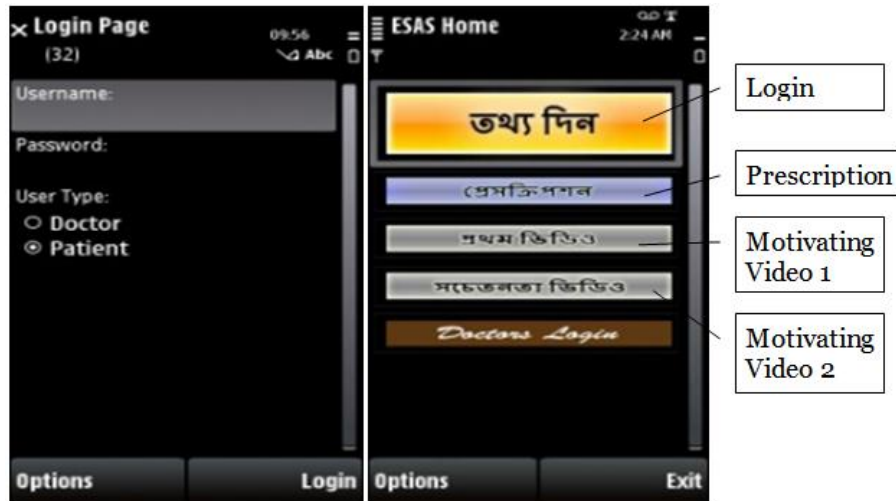 Login Page
09:56
(32)
Abc
Username:
Password:
User Type:
Doctor
Patient
Options
Login
ESAS Home
2:24 AM
তথ্য দিন
প্রেসক্রিপশন
প্রথম ভিডিও
সচেতনতা ভিডিও
Doctors Login
Options
Exit
Login
Prescription
Motivating
Video 1
Motivating
Video 2